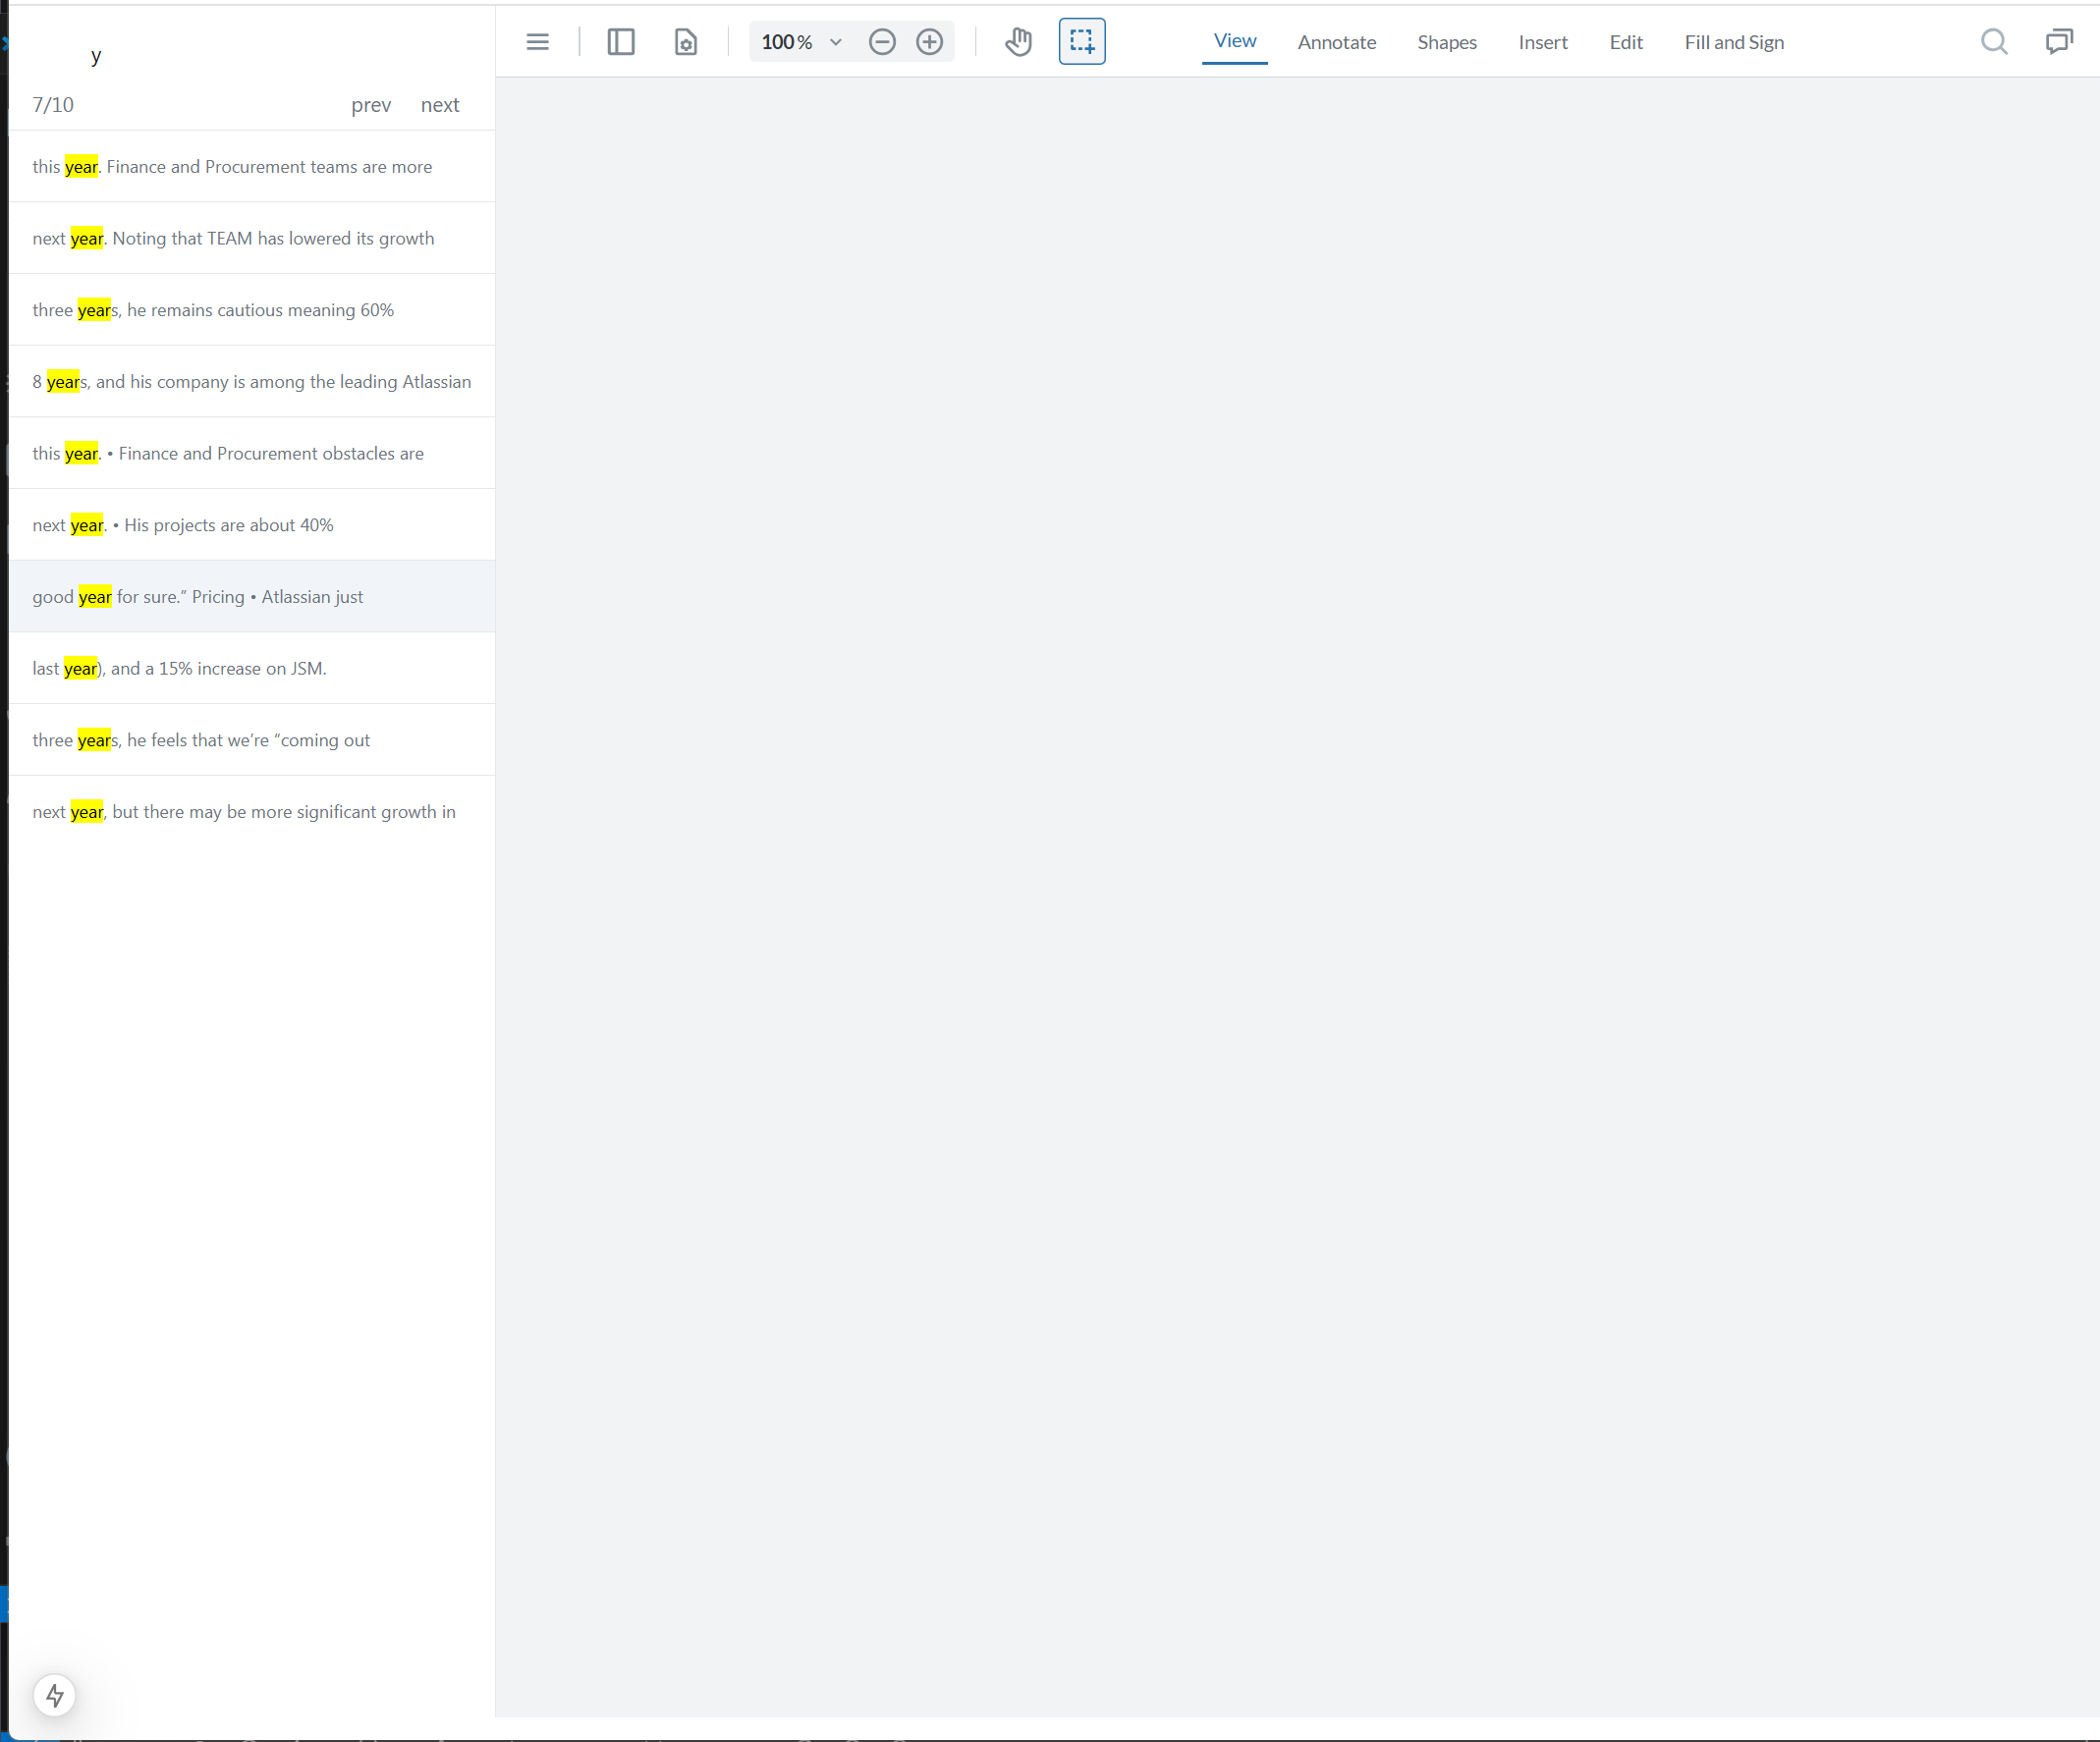 y
7/10 prev next
this year. Finance and Procurement teams are more
next year. Noting that TEAM has lowered its growth
three years, he remains cautious meaning 60%
8 years, and his company is among the leading Atlassian
this year. • Finance and Procurement obstacles are
next year. • His projects are about 40%
good year for sure.” Pricing • Atlassian just
last year), and a 15% increase on JSM.
three years, he feels that we’re “coming out
next year, but there may be more significant growth in
100% View Annotate Shapes Insert Edit Fill and Sign